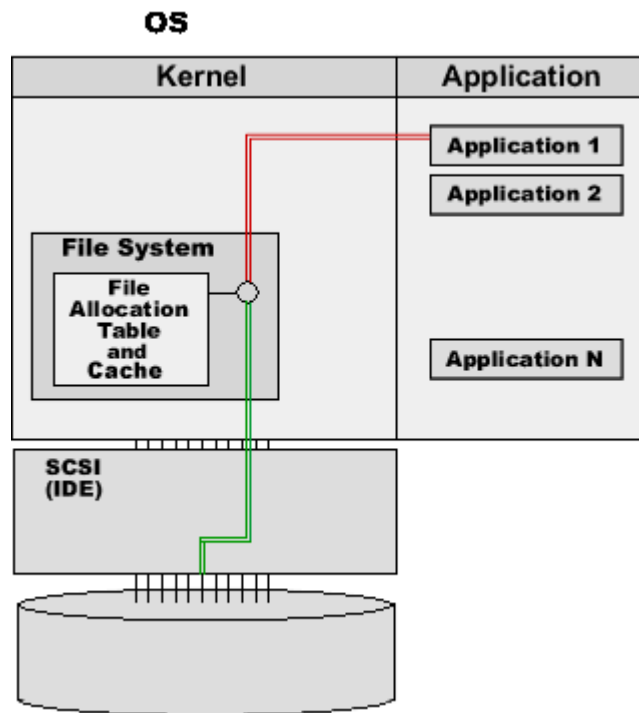 OS
Kernel
Application
Application 1
Application 2
File System
File
Allocation
Table
and
Cache
Application N
SCSI
(IDE)